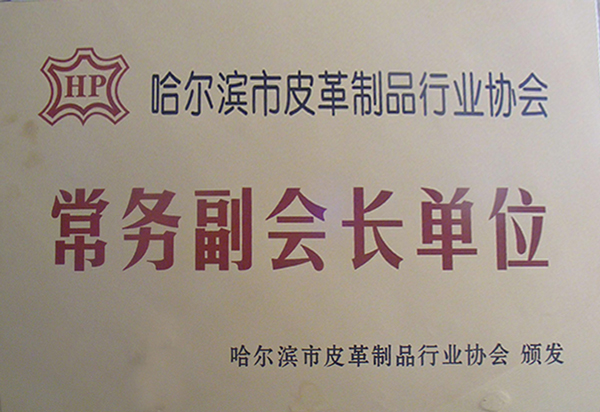 HP 哈尔滨市皮革制品行业协会
常务副会长单位
哈尔滨市皮革制品行业协会 颁发